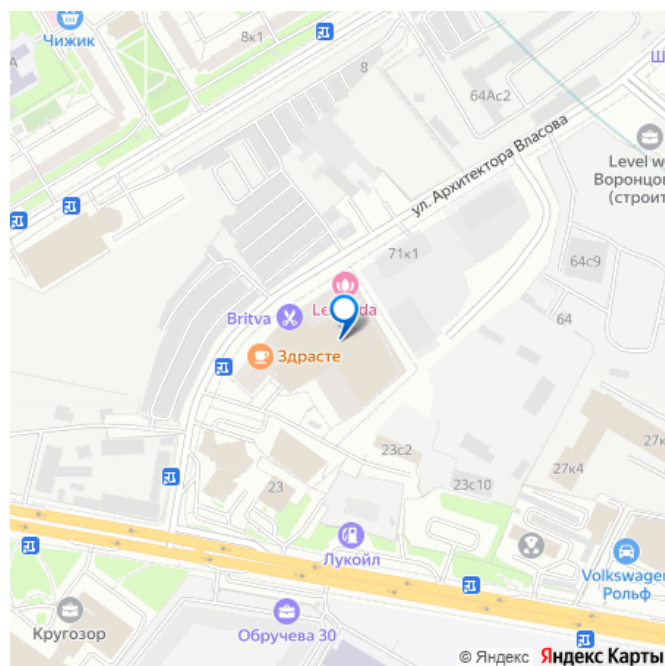 Чижик
8к1
8
64Ас2
ул. Архитектора Власова
Level
Воронцо
(строит
71к1
64с9
Britva
64
Здрасте
23с2
27к
27к4
23
23с10
Лукойл
Volkswagen
Рольф
Кругозор
Обручева 30
© Яндекс Яндекс Карты